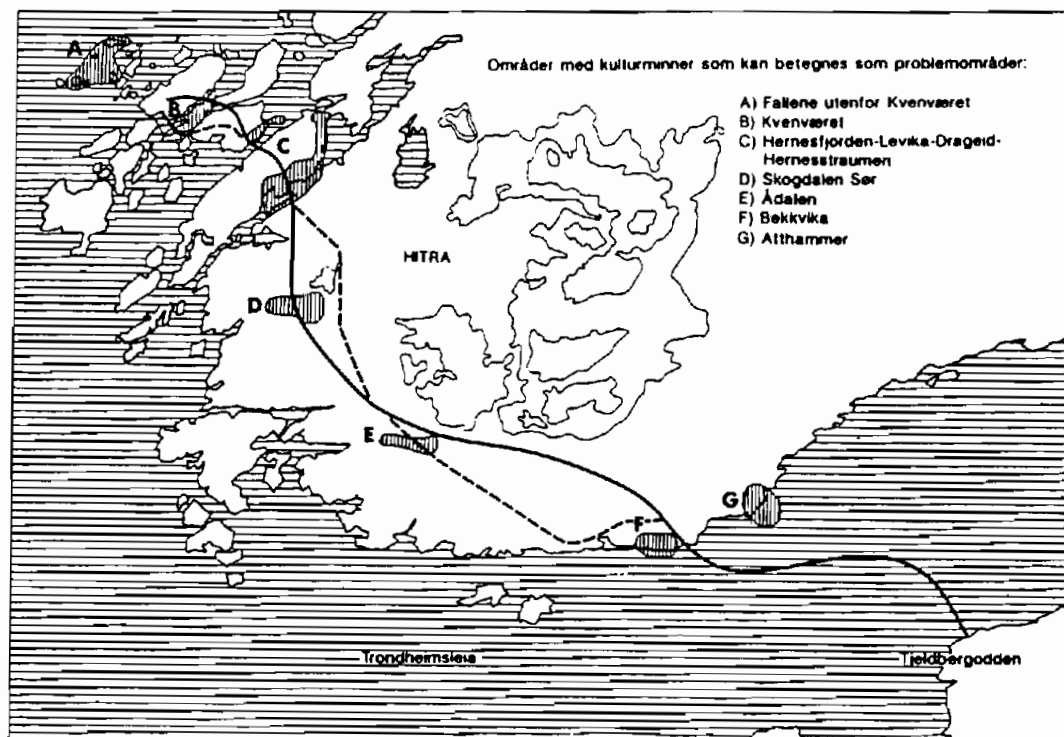 Områder med kulturminner som kan betegnes som problemområder:
A) Fallene utenfor Kvenværet
B) Kvenværet
C) Hernesfjorden-Levika-Drageid-
Hernesstraumen
D) Skogdalen Sør
E) Ådalen
F) Bekkvika
G) Atthammer
A
B
C
HITRA
D
E
G
F
Trondheimsleia
Tjeldbergodden